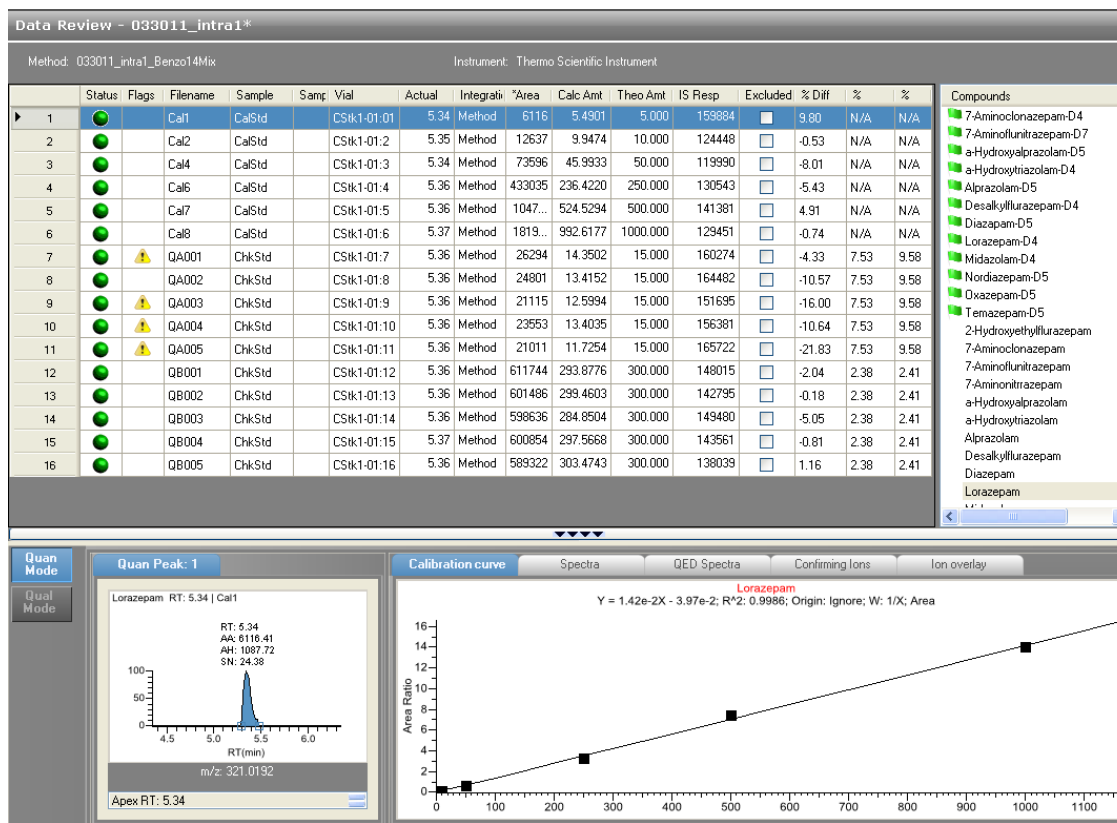 Data Review - 033011_intra1*
Method: 033011_intra1_Benzo14Mix Instrument: Thermo Scientific Instrument
Status Flags Filename Sample Samp Vial Actual Integrati *Area Calc Amt Theo Amt IS Resp Excluded % Diff % %
1 Cal1 CalStd CStk1-01:01 5.34 Method 6116 5.4901 5.000 159884 9.80 N/A N/A
2 Cal2 CalStd CStk1-01:2 5.35 Method 12637 9.9474 10.000 124448 -0.53 N/A N/A
3 Cal4 CalStd CStk1-01:3 5.34 Method 73596 45.9933 50.000 119990 -8.01 N/A N/A
4 Cal6 CalStd CStk1-01:4 5.36 Method 433035 236.4220 250.000 130543 -5.43 N/A N/A
5 Cal7 CalStd CStk1-01:5 5.36 Method 1047... 524.5294 500.000 141381 4.91 N/A N/A
6 Cal8 CalStd CStk1-01:6 5.37 Method 1819... 992.6177 1000.000 129451 -0.74 N/A N/A
7 QA001 ChkStd CStk1-01:7 5.36 Method 26294 14.3502 15.000 160274 -4.33 7.53 9.58
8 QA002 ChkStd CStk1-01:8 5.36 Method 24801 13.4152 15.000 164482 -10.57 7.53 9.58
9 QA003 ChkStd CStk1-01:9 5.36 Method 21115 12.5994 15.000 151695 -16.00 7.53 9.58
10 QA004 ChkStd CStk1-01:10 5.36 Method 23553 13.4035 15.000 156381 -10.64 7.53 9.58
11 QA005 ChkStd CStk1-01:11 5.36 Method 21011 11.7254 15.000 165722 -21.83 7.53 9.58
12 QB001 ChkStd CStk1-01:12 5.36 Method 611744 293.8776 300.000 148015 -2.04 2.38 2.41
13 QB002 ChkStd CStk1-01:13 5.36 Method 601486 299.4603 300.000 142795 -0.18 2.38 2.41
14 QB003 ChkStd CStk1-01:14 5.36 Method 598636 284.8504 300.000 149480 -5.05 2.38 2.41
15 QB004 ChkStd CStk1-01:15 5.37 Method 600854 297.5668 300.000 143561 -0.81 2.38 2.41
16 QB005 ChkStd CStk1-01:16 5.36 Method 589322 303.4743 300.000 138039 1.16 2.38 2.41
Compounds
7-Aminoclonazepam-D4
7-Aminoflunitrazepam-D7
a-Hydroxyalprazolam-D5
a-Hydroxytriazolam-D4
Alprazolam-D5
Desalkylflurazepam-D4
Diazapam-D5
Lorazepam-D4
Midazolam-D4
Nordiazepam-D5
Oxazepam-D5
Temazepam-D5
2-Hydroxyethylflurazepam
7-Aminoclonazepam
7-Aminoflunitrazepam
7-Aminonitrazepam
a-Hydroxyalprazolam
a-Hydroxytriazolam
Alprazolam
Desalkylflurazepam
Diazepam
Lorazepam
Quan Mode
Qual Mode
Quan Peak: 1
Lorazepam RT: 5.34 | Cal1
RT: 5.34
AA: 6116.41
AH: 1087.72
SN: 24.38
100
50
0
4.5 5.0 5.5 6.0
RT(min)
m/z: 321.0192
Apex RT: 5.34
Calibration curve Spectra QED Spectra Confirming Ions Ion overlay
Lorazepam
Y = 1.42e-2X - 3.97e-2; R^2: 0.9986; Origin: Ignore; W: 1/X; Area
Area Ratio
16
14
12
10
8
6
4
2
0
0 100 200 300 400 500 600 700 800 900 1000 1100